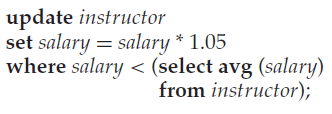 update instructor
set salary = salary * 1.05
where salary < (select avg (salary)
from instructor);